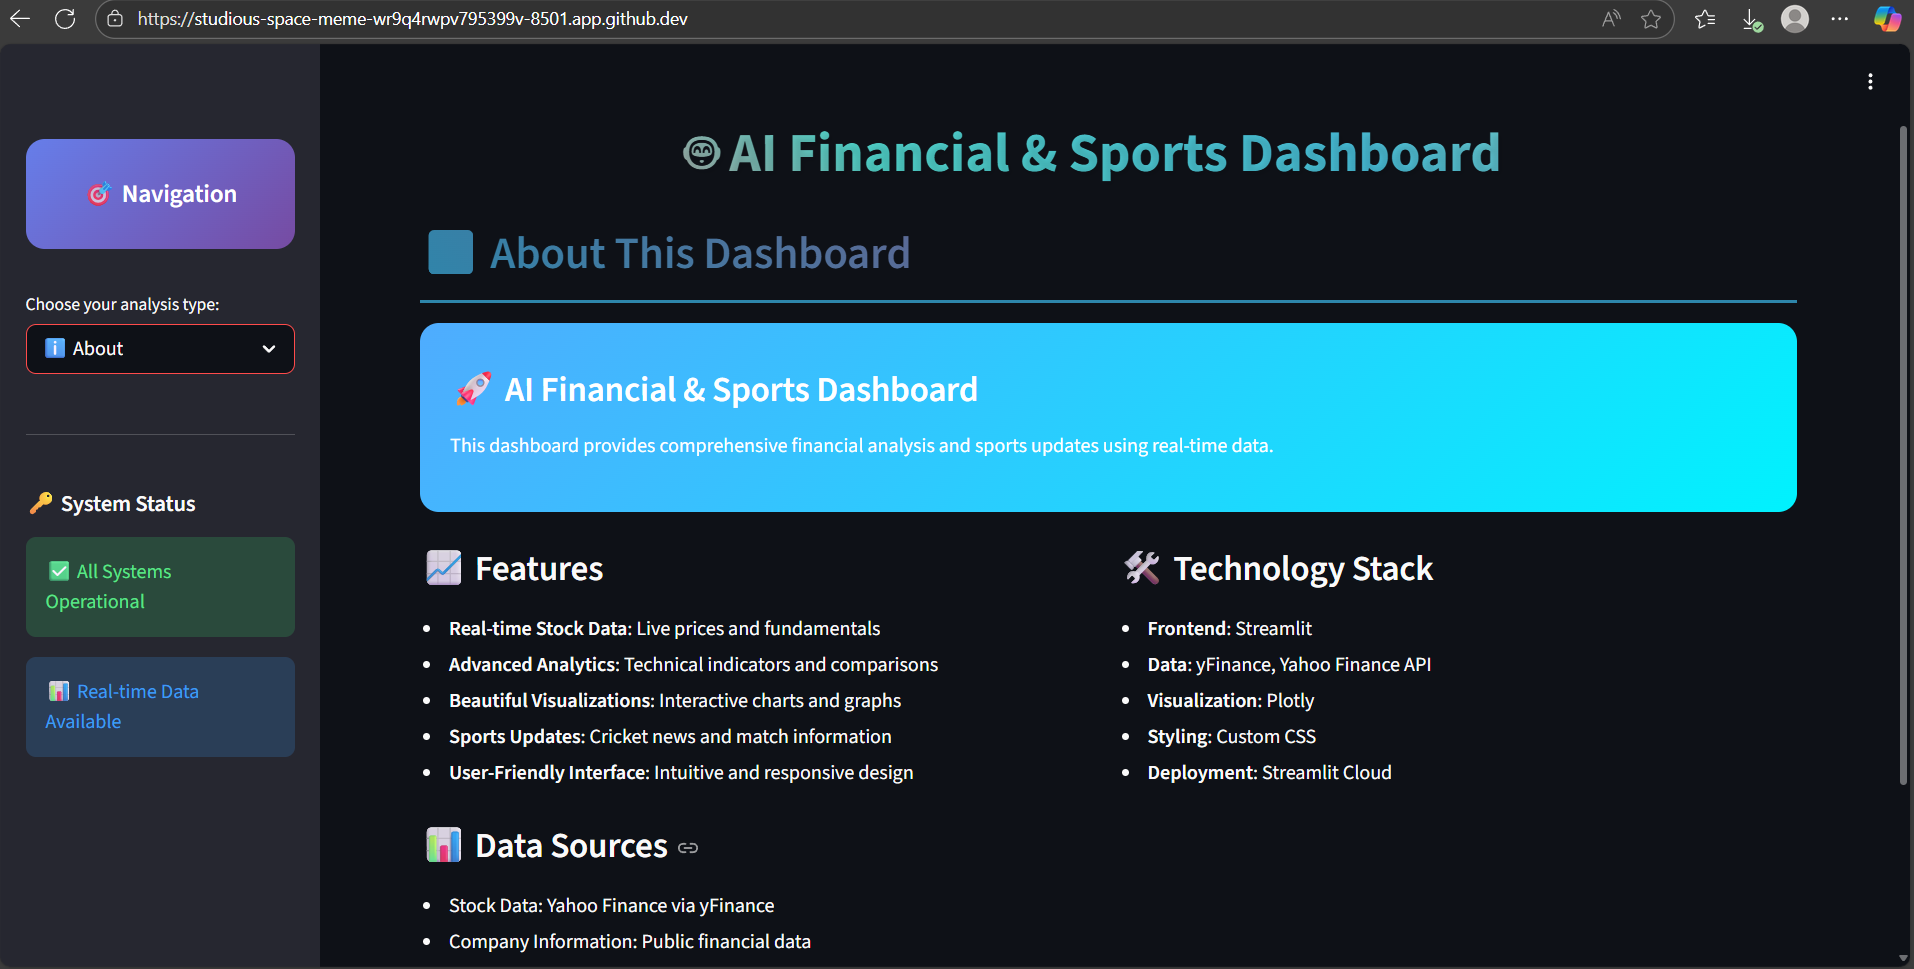 https://studious-space-meme-wr9q4rwpv795399v-8501.app.github.dev
Navigation
Choose your analysis type:
About
System Status
All Systems
Operational
Real-time Data
Available
AI Financial & Sports Dashboard
About This Dashboard
AI Financial & Sports Dashboard
This dashboard provides comprehensive financial analysis and sports updates using real-time data.
Features
Real-time Stock Data: Live prices and fundamentals
Advanced Analytics: Technical indicators and comparisons
Beautiful Visualizations: Interactive charts and graphs
Sports Updates: Cricket news and match information
User-Friendly Interface: Intuitive and responsive design
Technology Stack
Frontend: Streamlit
Data: yFinance, Yahoo Finance API
Visualization: Plotly
Styling: Custom CSS
Deployment: Streamlit Cloud
Data Sources
Stock Data: Yahoo Finance via yFinance
Company Information: Public financial data